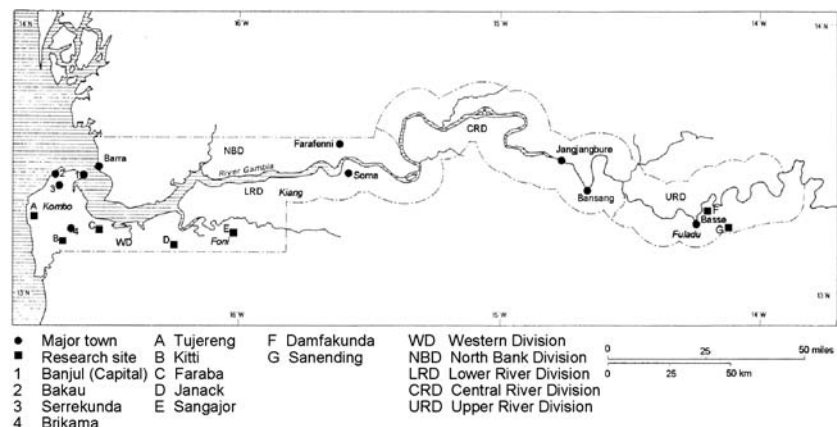 14 N 16 W 15 W 14 W 14 N
NBD
Farafenni
CRD
Barra
River Gambia
Soma
Jangjangbure
2 1
3
LRD Kiang
Bansang
URD
A Kombo
F
Bassa
4
B C WD D Foni E
Fuladu G
13 N 13 N
16 W 15 W 14 W
Major town A Tujereng F Damfakunda WD Western Division
Research site B Kitti G Sanending NBD North Bank Division
1 Banjul (Capital) C Faraba LRD Lower River Division
2 Bakau D Janack CRD Central River Division
3 Serrekunda E Sangajor URD Upper River Division
4 Brikama
0 25 50 miles
0 25 50 km